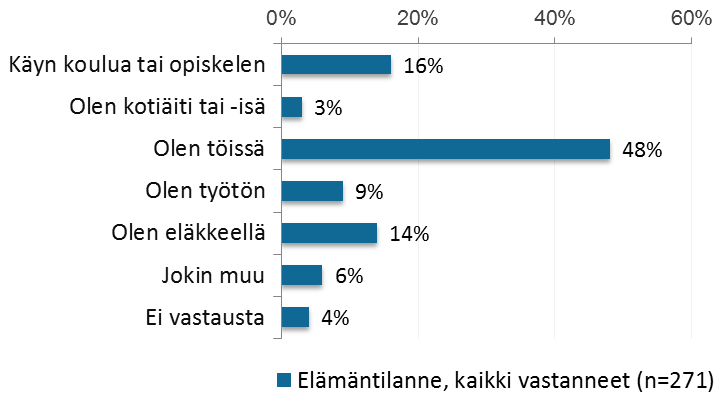 0% 20% 40% 60%
Käyn koulua tai opiskelen 16%
Olen kotiäiti tai -isä 3%
Olen töissä 48%
Olen työtön 9%
Olen eläkkeellä 14%
Jokin muu 6%
Ei vastausta 4%
Elämäntilanne, kaikki vastanneet (n=271)